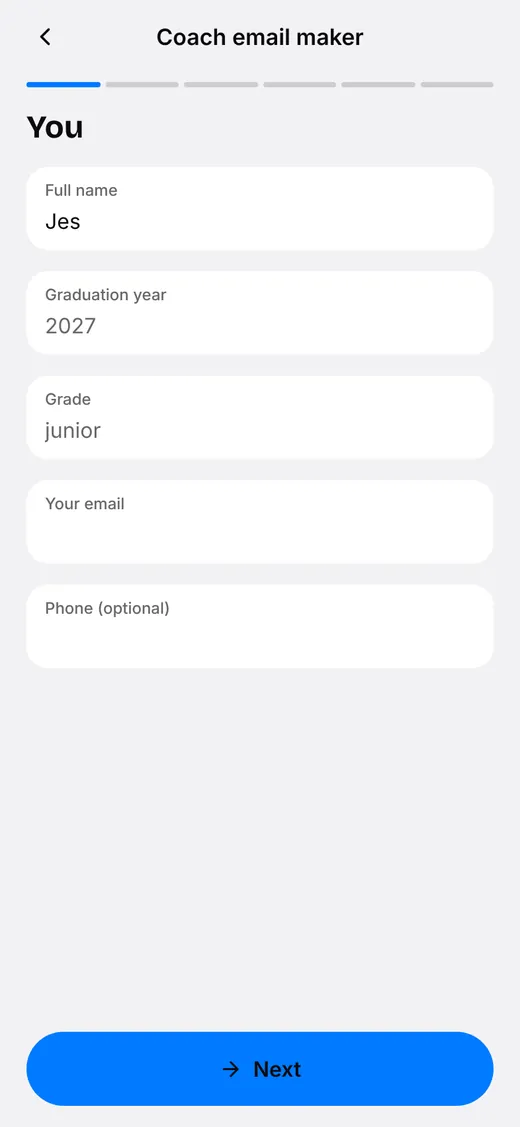 Coach email maker
You
Full name
Jes
Graduation year
2027
Grade
junior
Your email
Phone (optional)
Next